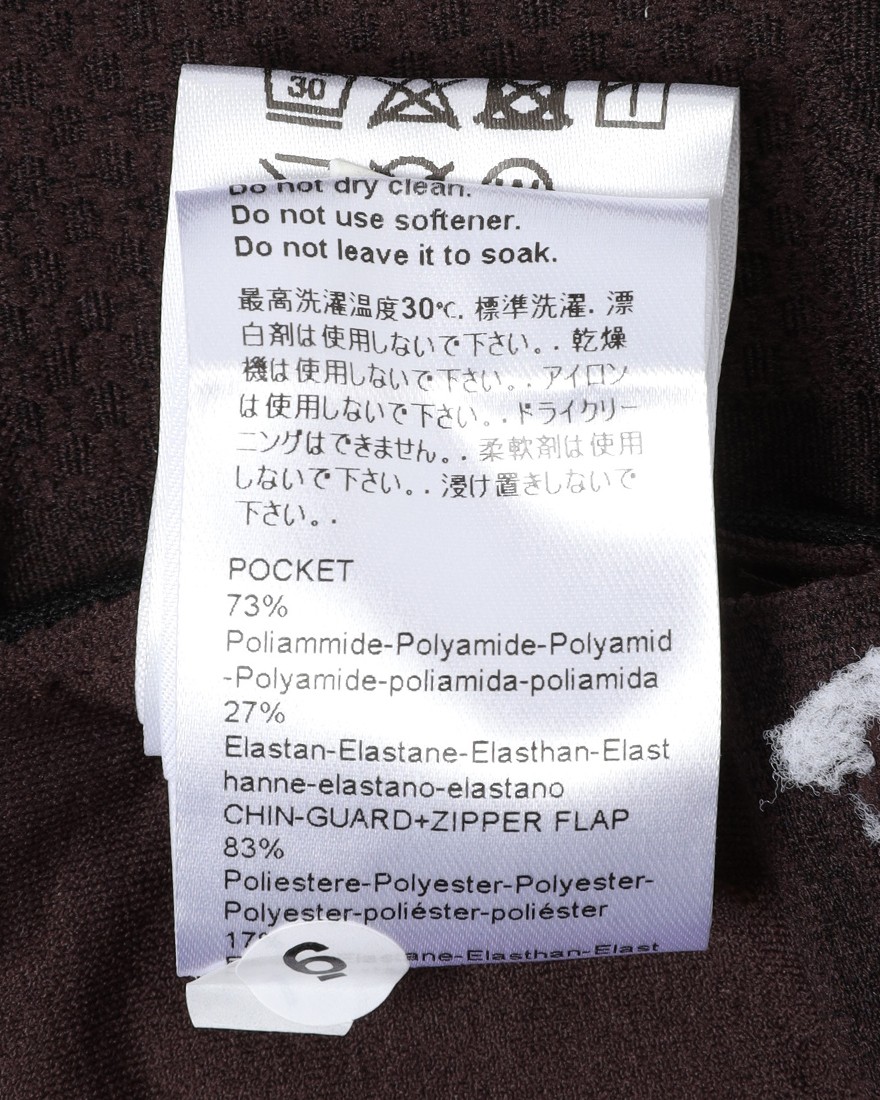 30
Do not dry clean.
Do not use softener.
Do not leave it to soak.
最高洗濯温度30℃. 標準洗濯. 漂
白剤は使用しないで下さい。. 乾燥
機は使用しないで下さい。. アイロン
は使用しないで下さい。. ドライクリー
ニングはできません。. 柔軟剤は使用
しないで下さい。. 浸け置きしないで
下さい。.
POCKET
73%
Poliammide-Polyamide-Polyamid
-Polyamide-poliamida-poliamida
27%
Elastan-Elastane-Elasthan-Elast
hanne-elastano-elastano
CHIN-GUARD+ZIPPER FLAP
83%
Poliestere-Polyester-Polyester-
Polyester-poliéster-poliéster
17%
-Elasthan-Elast